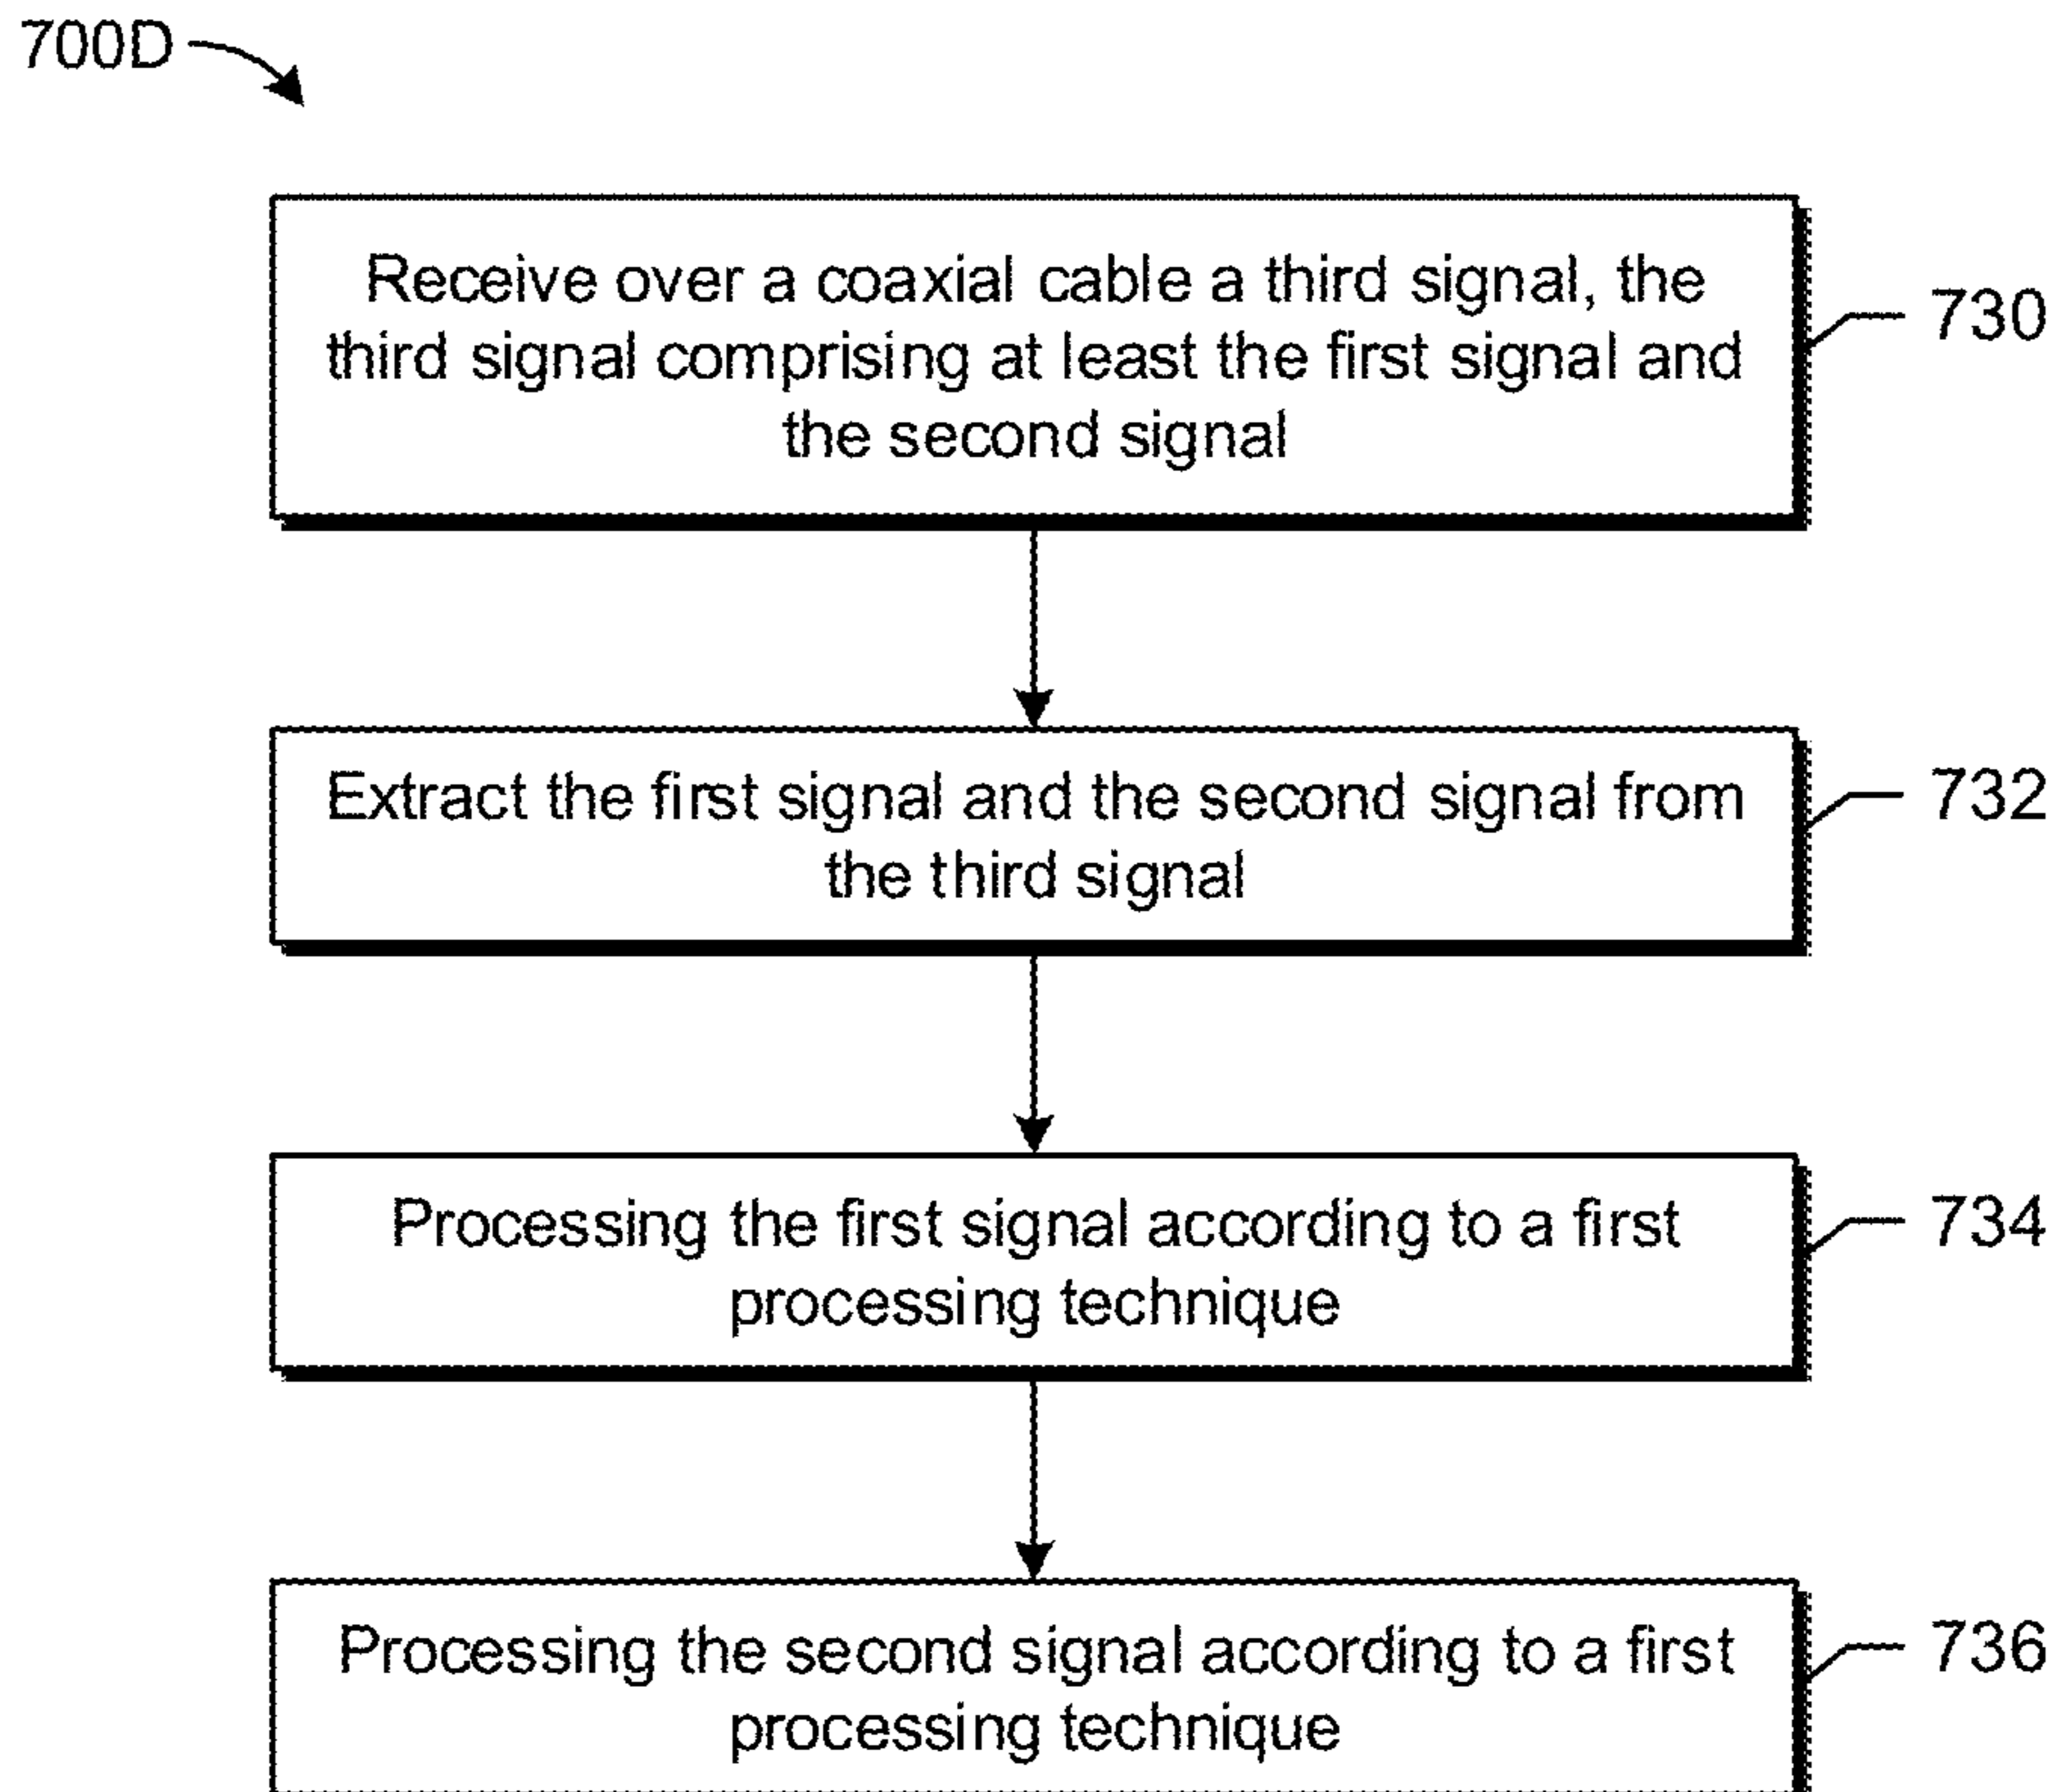 700D
Receive over a coaxial cable a third signal, the
third signal comprising at least the first signal and
the second signal
730
Extract the first signal and the second signal from
the third signal
732
Processing the first signal according to a first
processing technique
734
Processing the second signal according to a first
processing technique
736